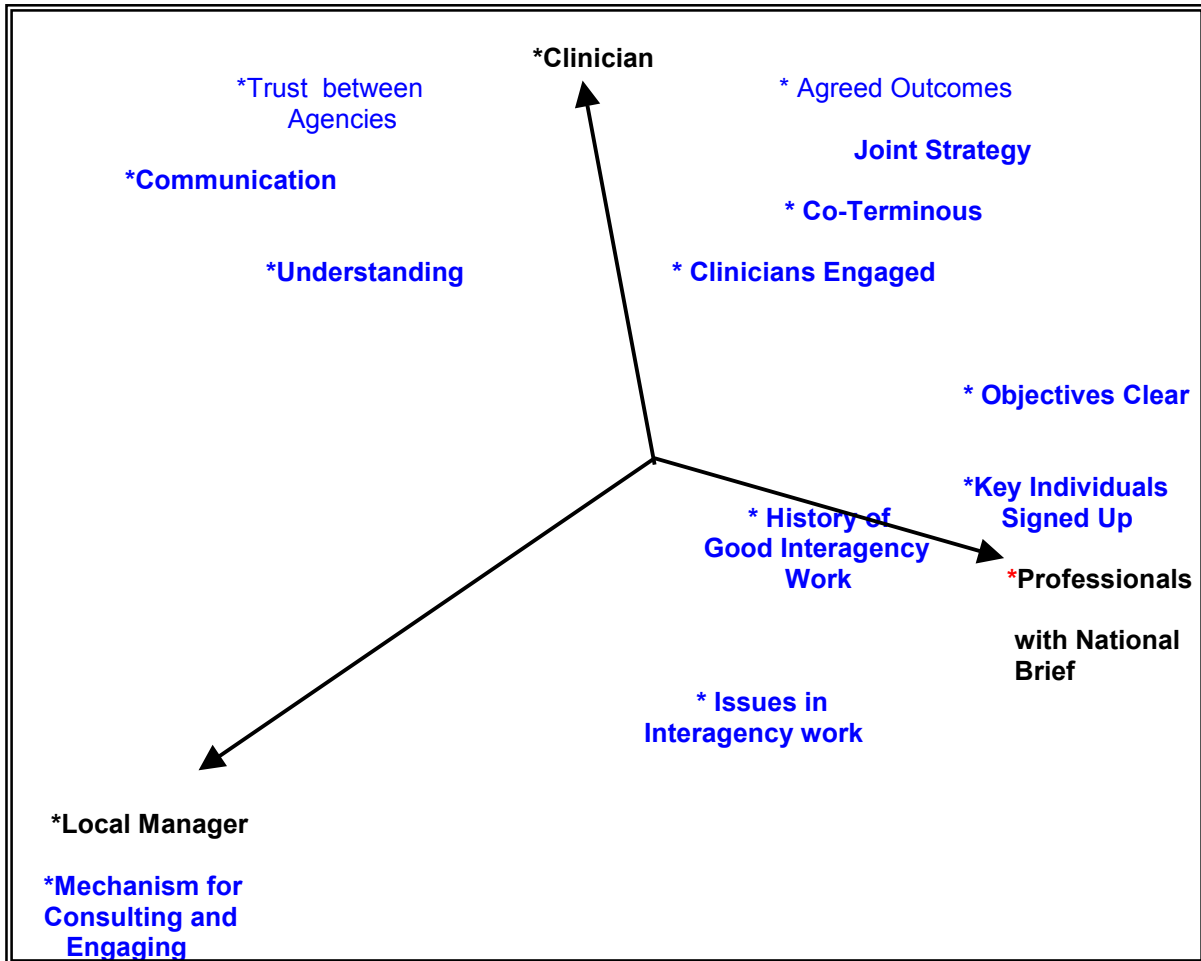 *Clinician
*Trust between
Agencies
* Agreed Outcomes
Joint Strategy
*Communication
* Co-Terminous
*Understanding
* Clinicians Engaged
* Objectives Clear
*Key Individuals
Signed Up
* History of
Good Interagency
Work
*Professionals
with National
Brief
* Issues in
Interagency work
*Local Manager
*Mechanism for
Consulting and
Engaging